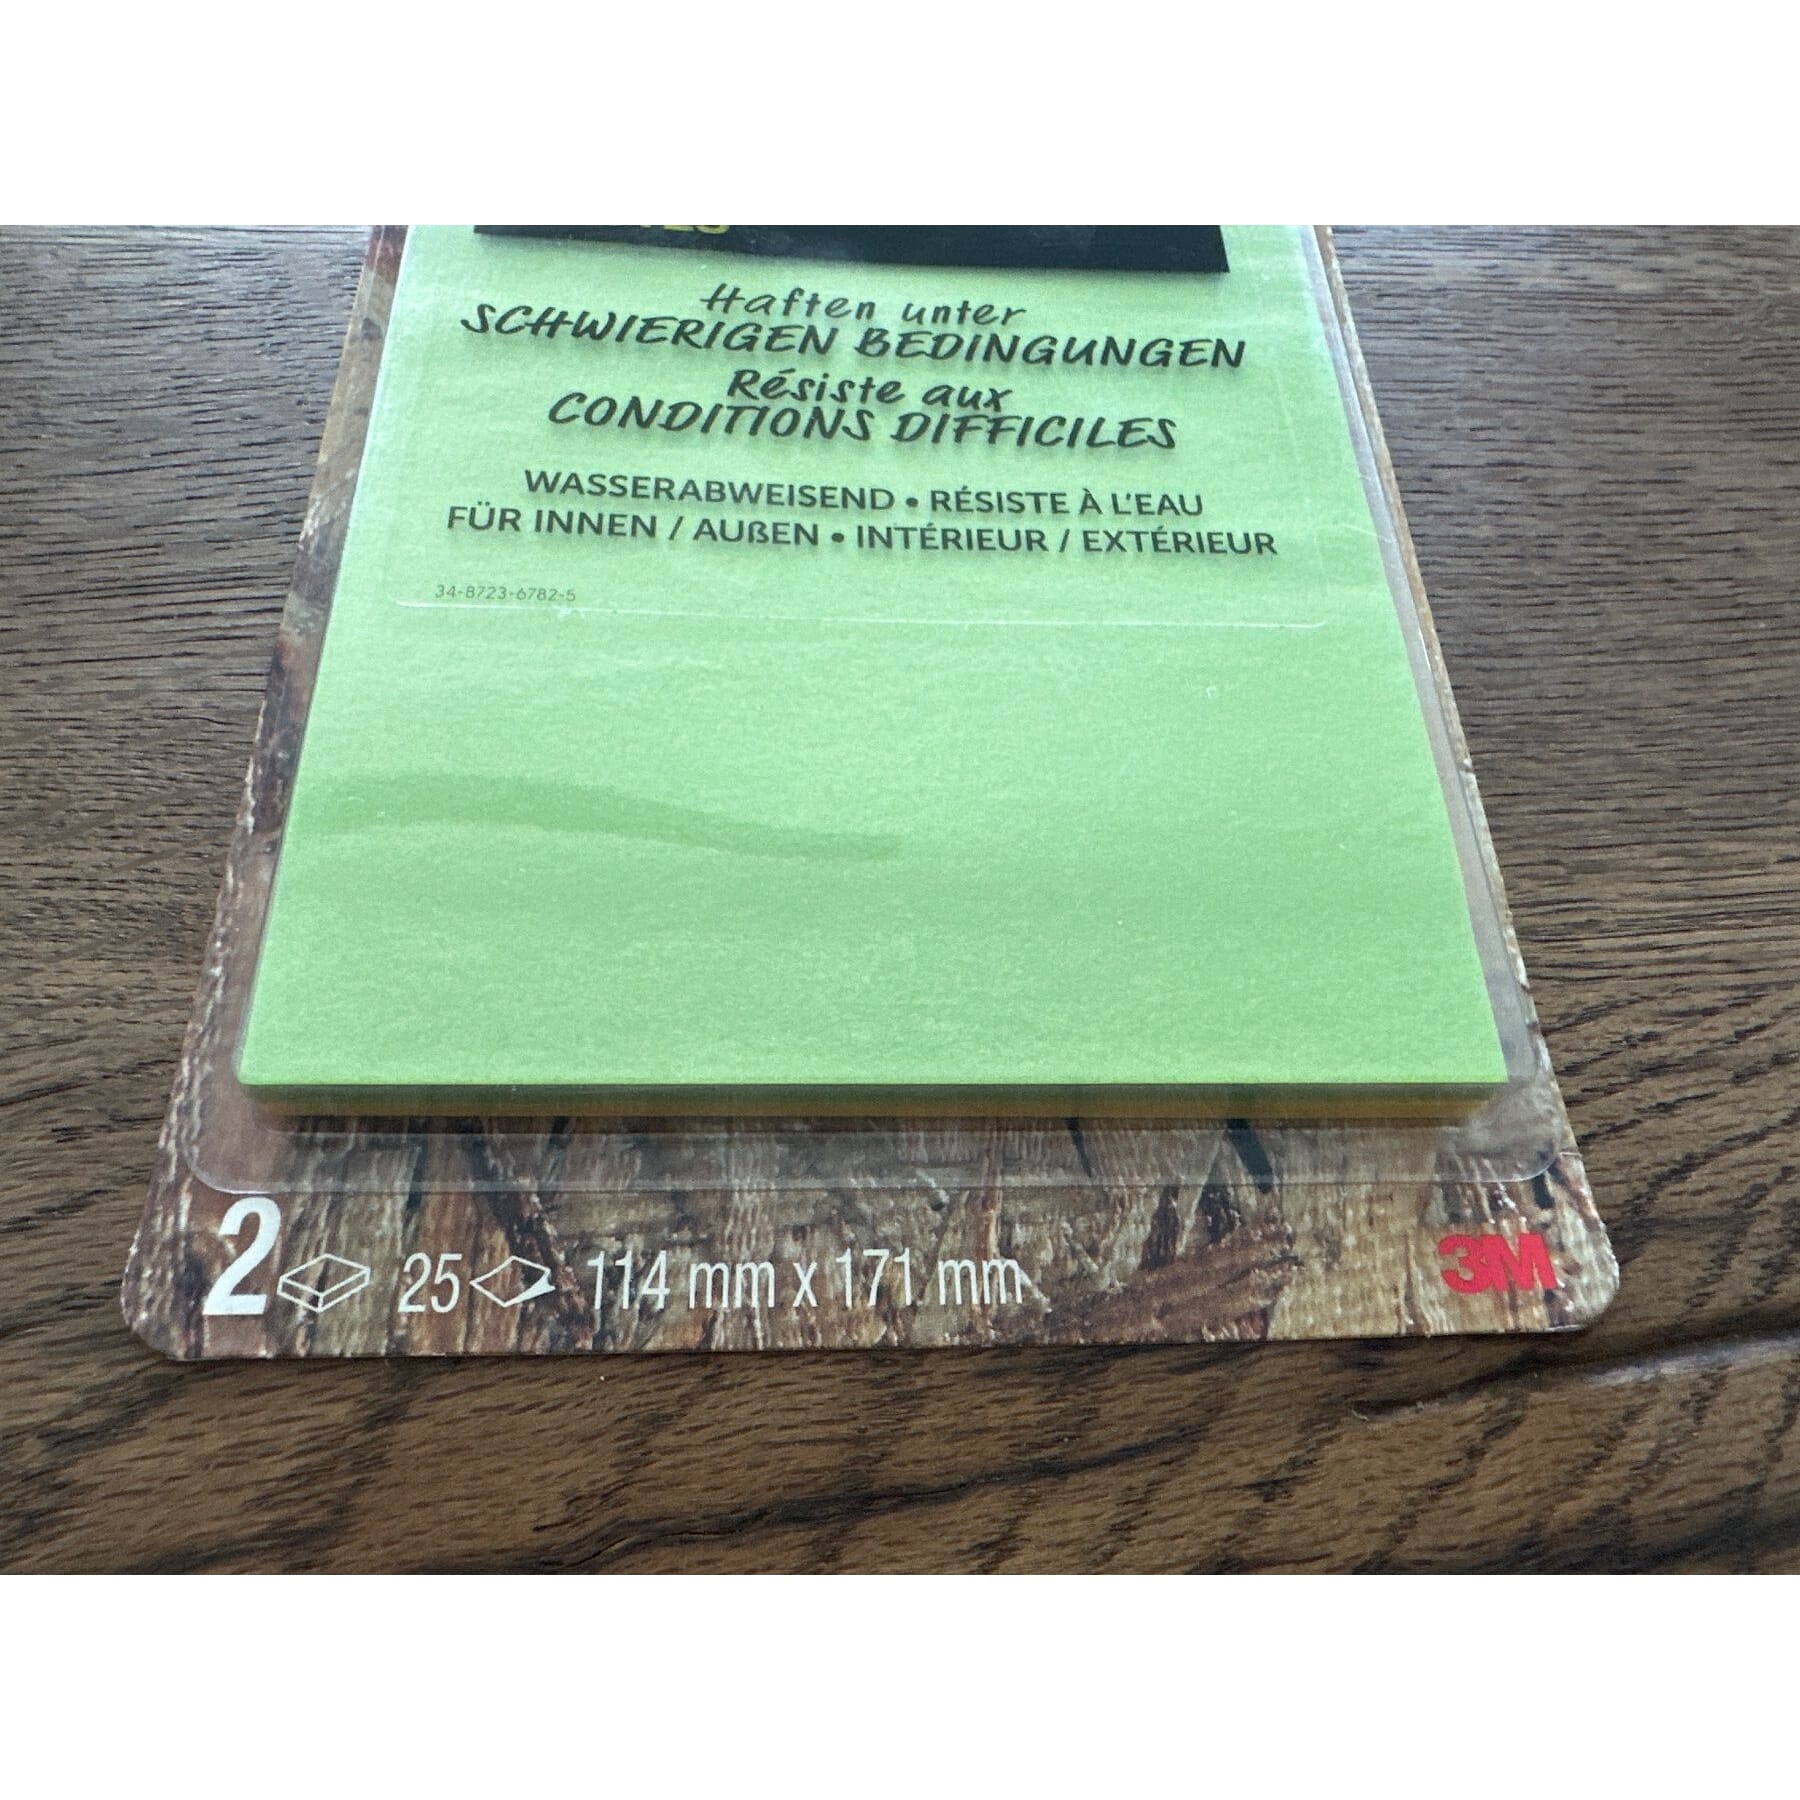 Haften unter
SCHWIERIGEN BEDINGUNGEN
Résiste aux
CONDITIONS DIFFICILES
WASSERABWEISEND • RÉSISTE À L'EAU
FÜR INNEN / AUßEN • INTÉRIEUR / EXTÉRIEUR
34-8723-6782-5
2 25 114 mm x 171 mm
3M